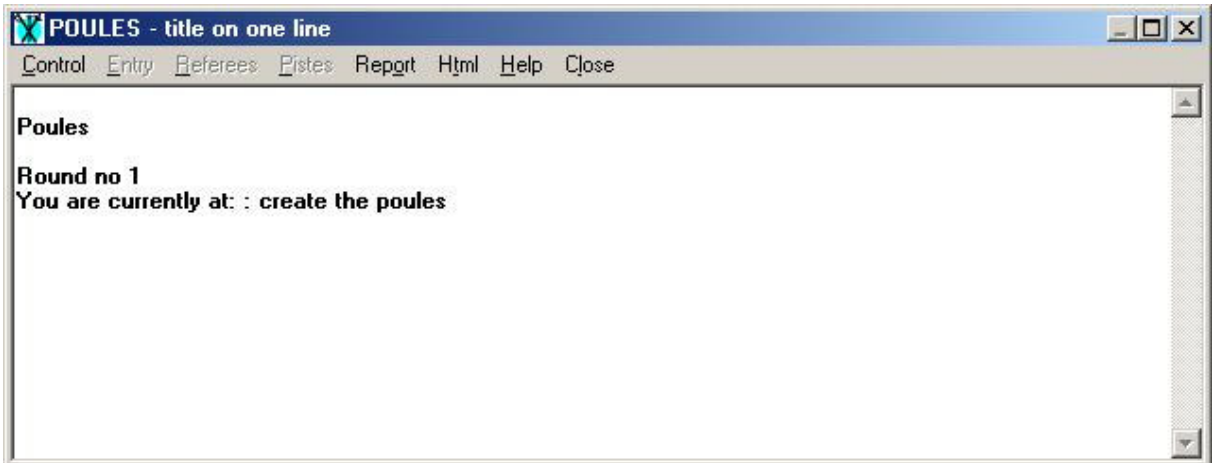 POULES - title on one line
Control Entry Referees Pistes Report Html Help Close
Poules
Round no 1
You are currently at: : create the poules